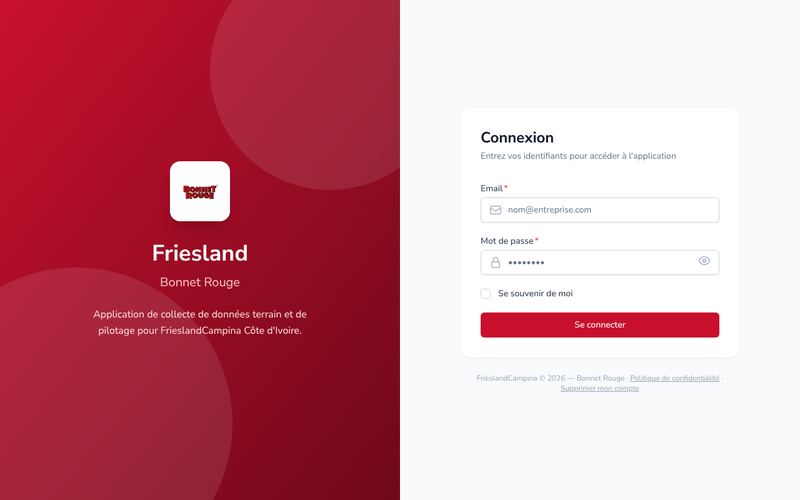 BONNET
ROUGE
Friesland
Bonnet Rouge
Application de collecte de données terrain et de
pilotage pour FrieslandCampina Côte d'Ivoire.
Connexion
Entrez vos identifiants pour accéder à l'application
Email *
nom@entreprise.com
Mot de passe *
••••••••
Se souvenir de moi
Se connecter
FrieslandCampina © 2026 — Bonnet Rouge · Politique de confidentialité ·
Supprimer mon compte